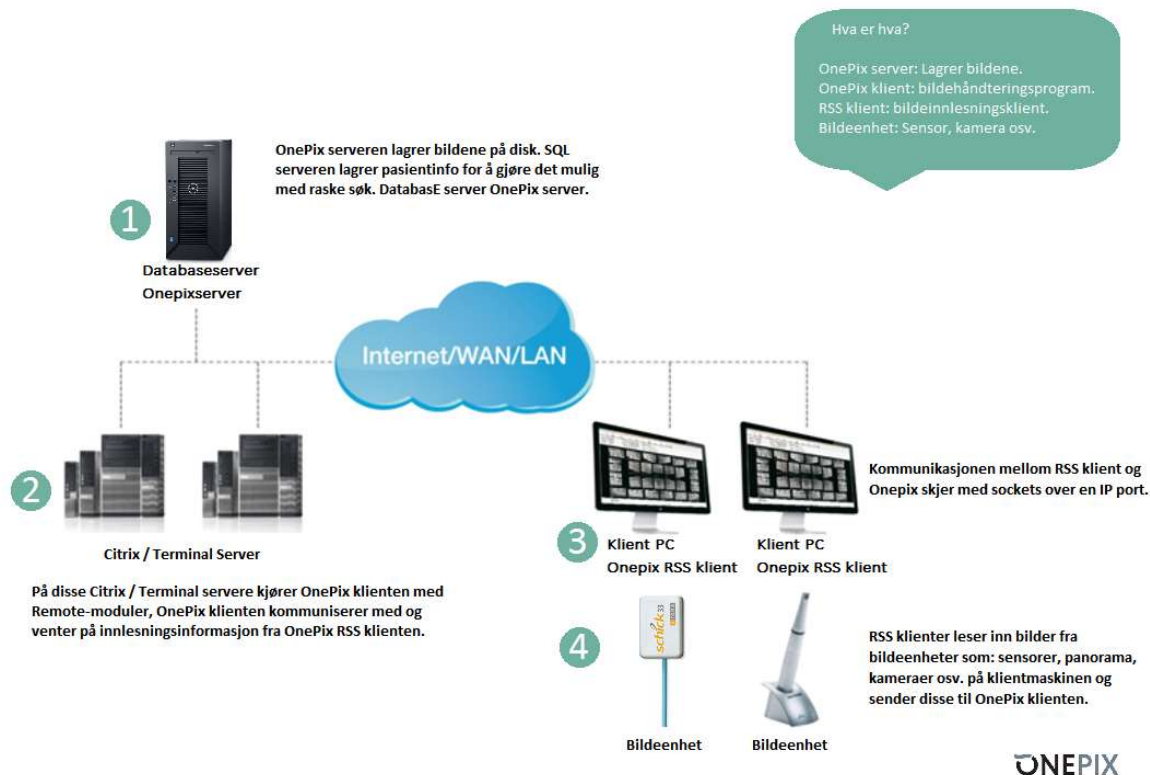 Hva er hva?
OnePix server: Lagrer bildene.
OnePix klient: bildehåndteringsprogram.
RSS klient: bildeinnlesningsklient.
Bildeenhet: Sensor, kamera osv.
OnePix serveren lagrer bildene på disk. SQL
serveren lagrer pasientinfo for å gjøre det mulig
med raske søk. DatabasE server OnePix server.
1
Databaseserver
Onepixserver
Internet/WAN/LAN
2
Citrix / Terminal Server
På disse Citrix / Terminal servere kjører OnePix klienten med
Remote-moduler, OnePix klienten kommuniserer med og
venter på innlesningsinformasjon fra OnePix RSS klienten.
Kommunikasjonen mellom RSS klient og
Onepix skjer med sockets over en IP port.
3
Klient PC
Onepix RSS klient
Klient PC
Onepix RSS klient
4
schick 33
Bildeenhet
Bildeenhet
RSS klienter leser inn bilder fra
bildeenheter som: sensorer, panorama,
kameraer osv. på klientmaskinen og
sender disse til OnePix klienten.
ONEPIX